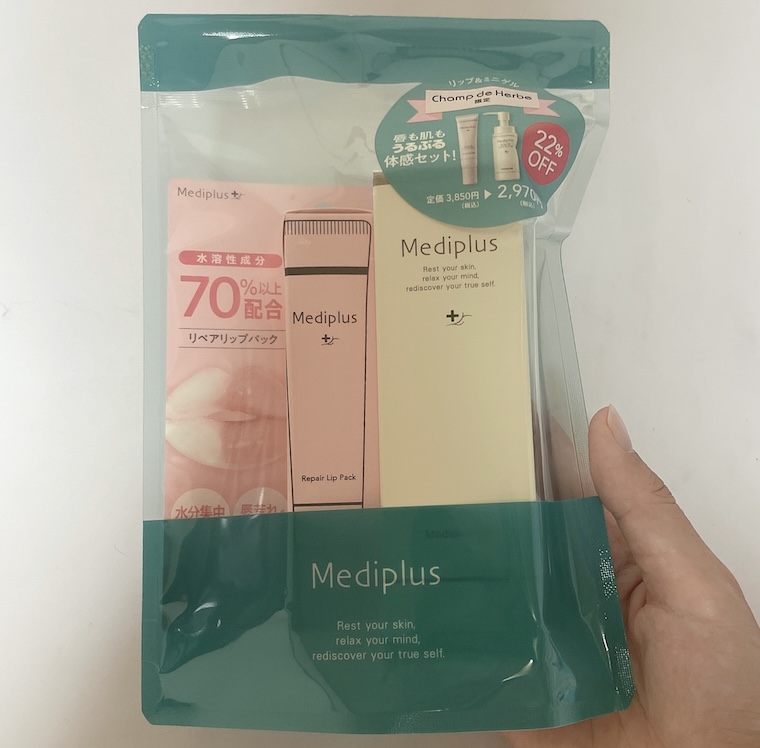 リップ&ミニゲル
Champ de Herbe
限定
唇も肌も
うるぷる
体感セット!
22%
OFF
定価 3,850円 ▶ 2,970
(税込)
(税込)
Mediplus
水溶性成分
70%以上
配合
リペアリップパック
水分集中
唇荒れ
Mediplus
Repair Lip Pack
Mediplus
Rest your skin,
relax your mind,
rediscover your true self.
Mediplus
Rest your skin,
relax your mind,
rediscover your true self.